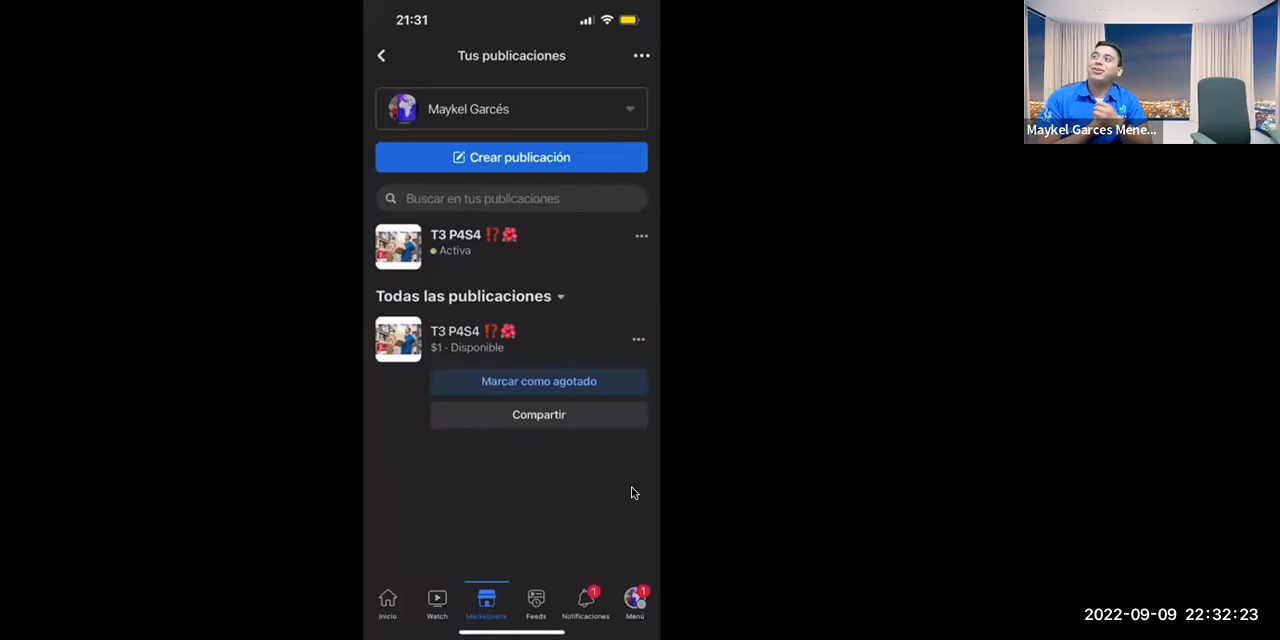 21:31
Tus publicaciones
Maykel Garcés
Crear publicación
Buscar en tus publicaciones
T3 P4S4 ⁉️🌺
Activa
Todas las publicaciones
T3 P4S4 ⁉️🌺
$1 · Disponible
Marcar como agotado
Compartir
Inicio
Watch
Marketplace
Feeds
1
Notificaciones
1
Menú
Maykel Garces Mene...
2022-09-09 22:32:23